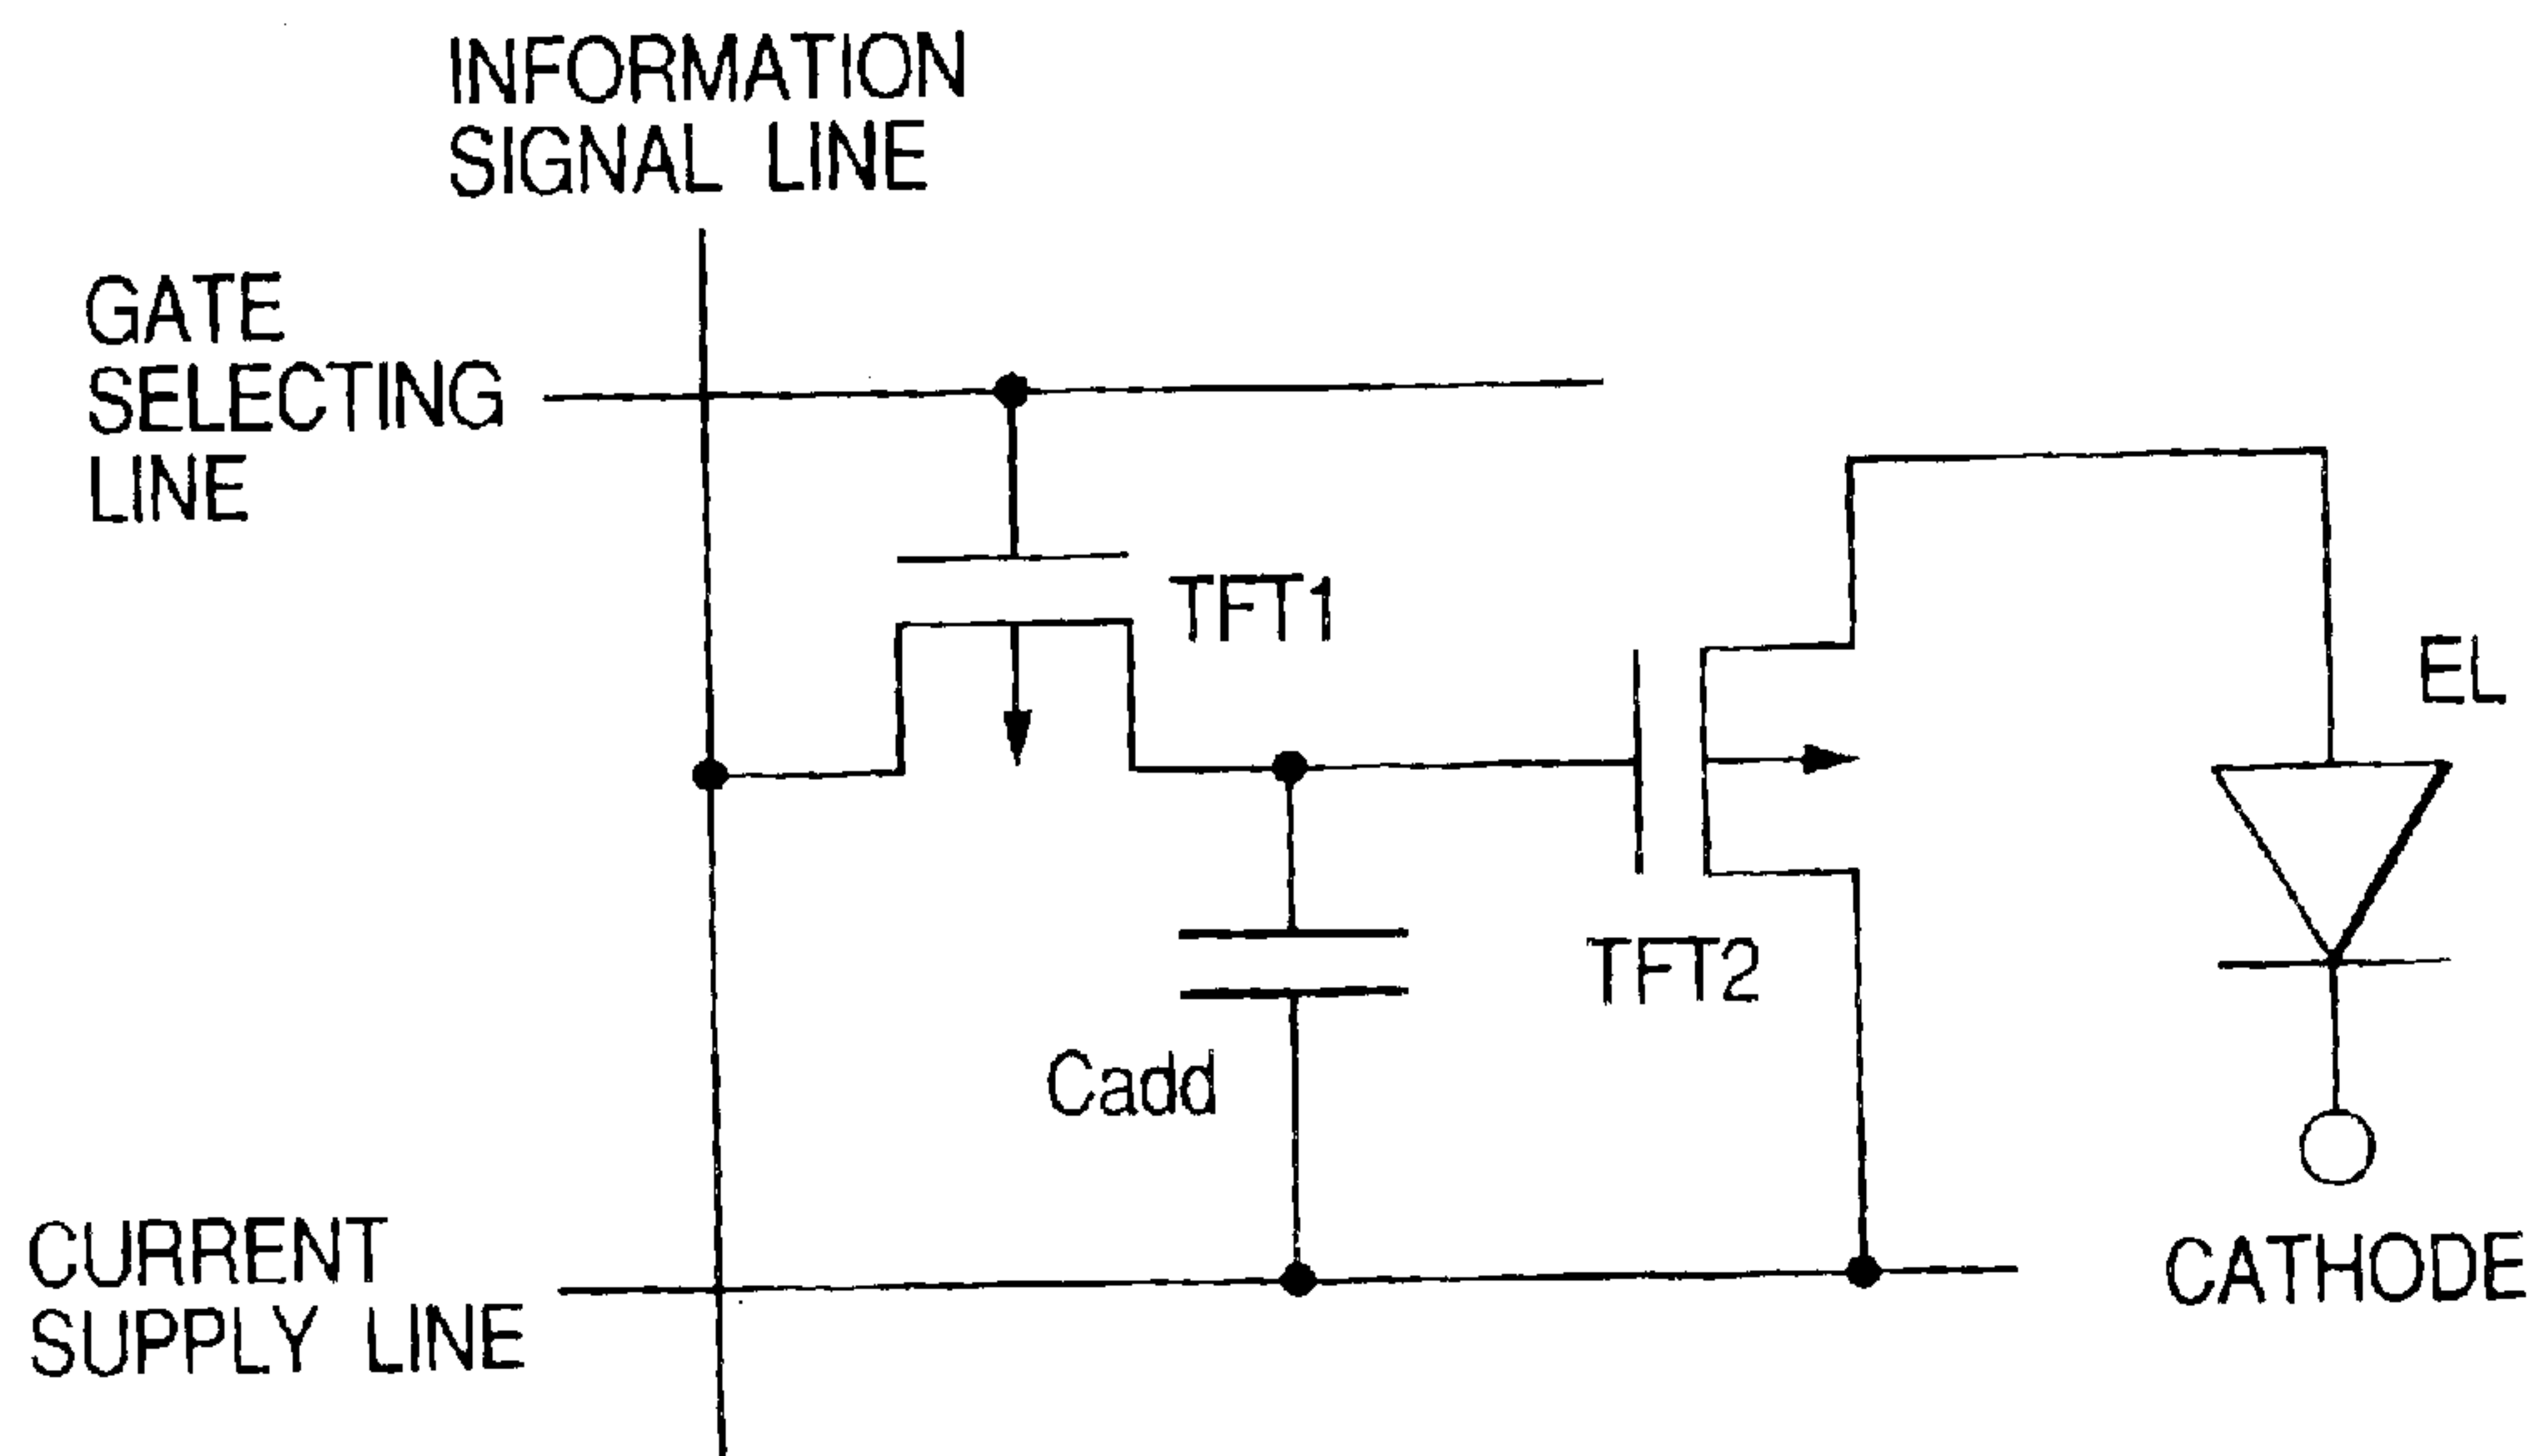 INFORMATION
SIGNAL LINE
GATE
SELECTING
LINE
TFT1
EL
TFT2
Cadd
CURRENT
SUPPLY LINE
CATHODE